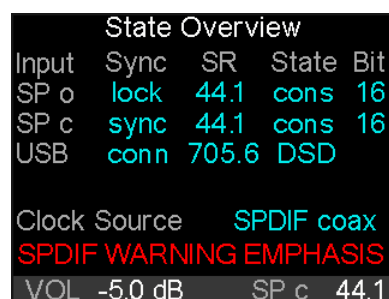 State Overview
Input Sync SR State Bit
SP o lock 44.1 cons 16
SP c sync 44.1 cons 16
USB conn 705.6 DSD
Clock Source SPDIF coax
SPDIF WARNING EMPHASIS
VOL -5.0 dB SP c 44.1